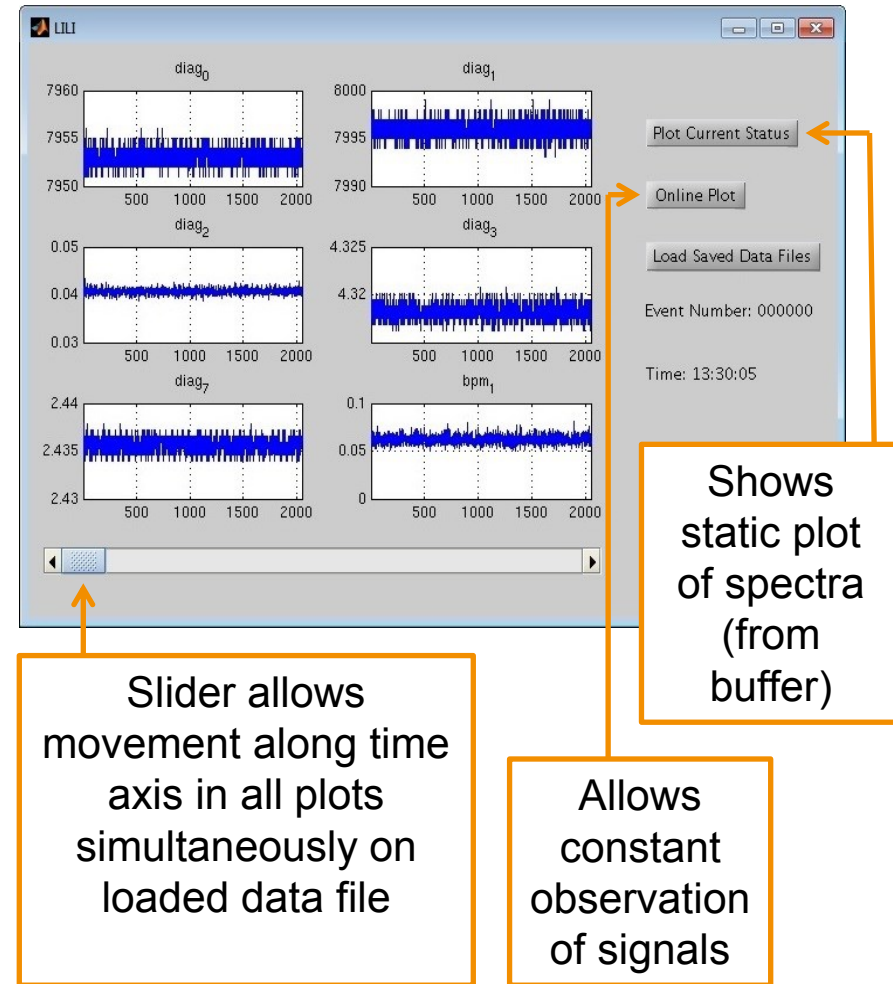 LILI
diag0
7960
7955
7950
500 1000 1500 2000
diag1
8000
7995
7990
500 1000 1500 2000
diag2
0.05
0.04
0.03
500 1000 1500 2000
diag3
4.325
4.32
500 1000 1500 2000
diag7
2.44
2.435
2.43
500 1000 1500 2000
bpm1
0.1
0.05
0
500 1000 1500 2000
Plot Current Status
Online Plot
Load Saved Data Files
Event Number: 000000
Time: 13:30:05
Shows
static plot
of spectra
(from
buffer)
Slider allows
movement along time
axis in all plots
simultaneously on
loaded data file
Allows
constant
observation
of signals